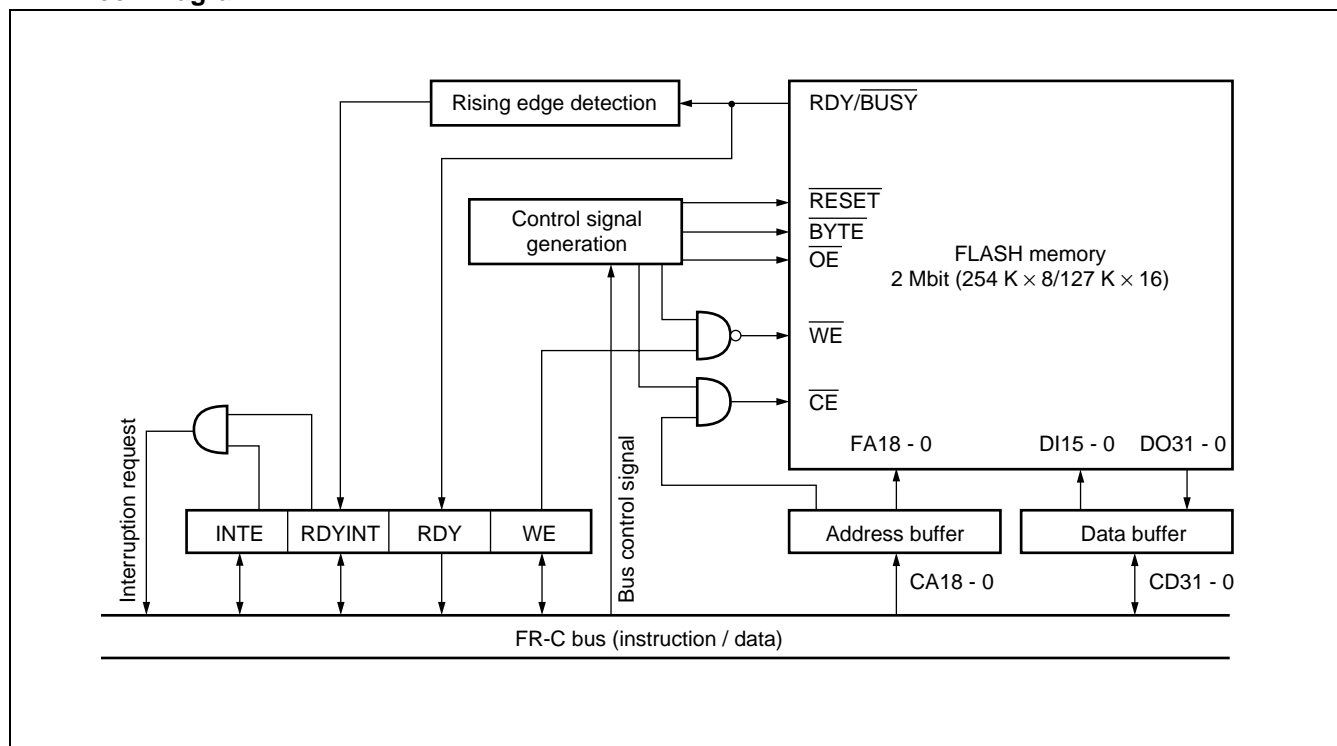 Rising edge detection
RDY/BUSY
RESET
Control signal
generation
BYTE
OE
FLASH memory
2 Mbit (254 K × 8/127 K × 16)
WE
CE
FA18 - 0
DI15 - 0
DO31 - 0
Interruption request
INTE
RDYINT
RDY
WE
Bus control signal
Address buffer
Data buffer
CA18 - 0
CD31 - 0
FR-C bus (instruction / data)